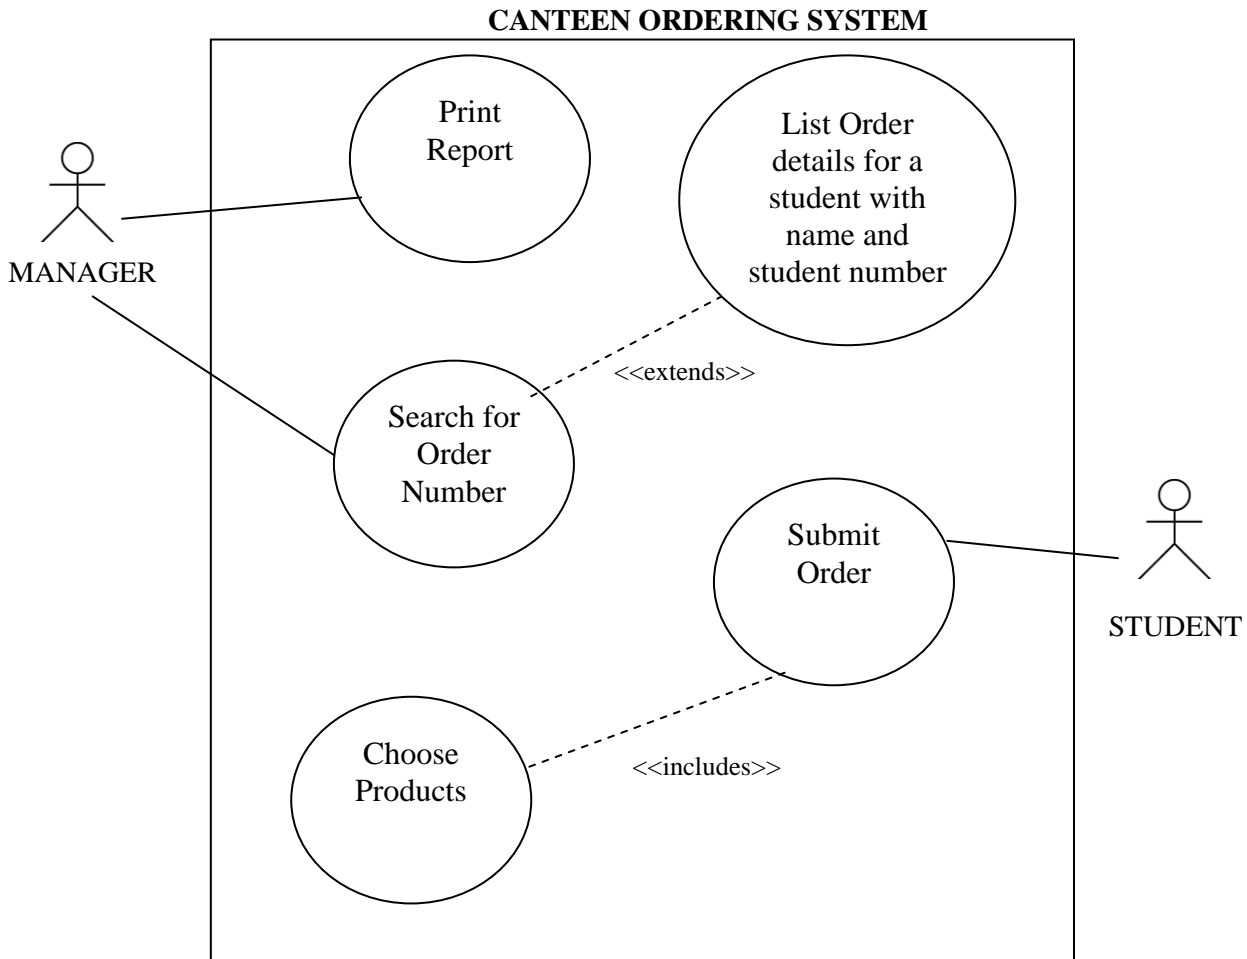 CANTEEN ORDERING SYSTEM
Print
Report
List Order
details for a
student with
name and
student number
MANAGER
<<extends>>
Search for
Order
Number
Submit
Order
STUDENT
Choose
Products
<<includes>>